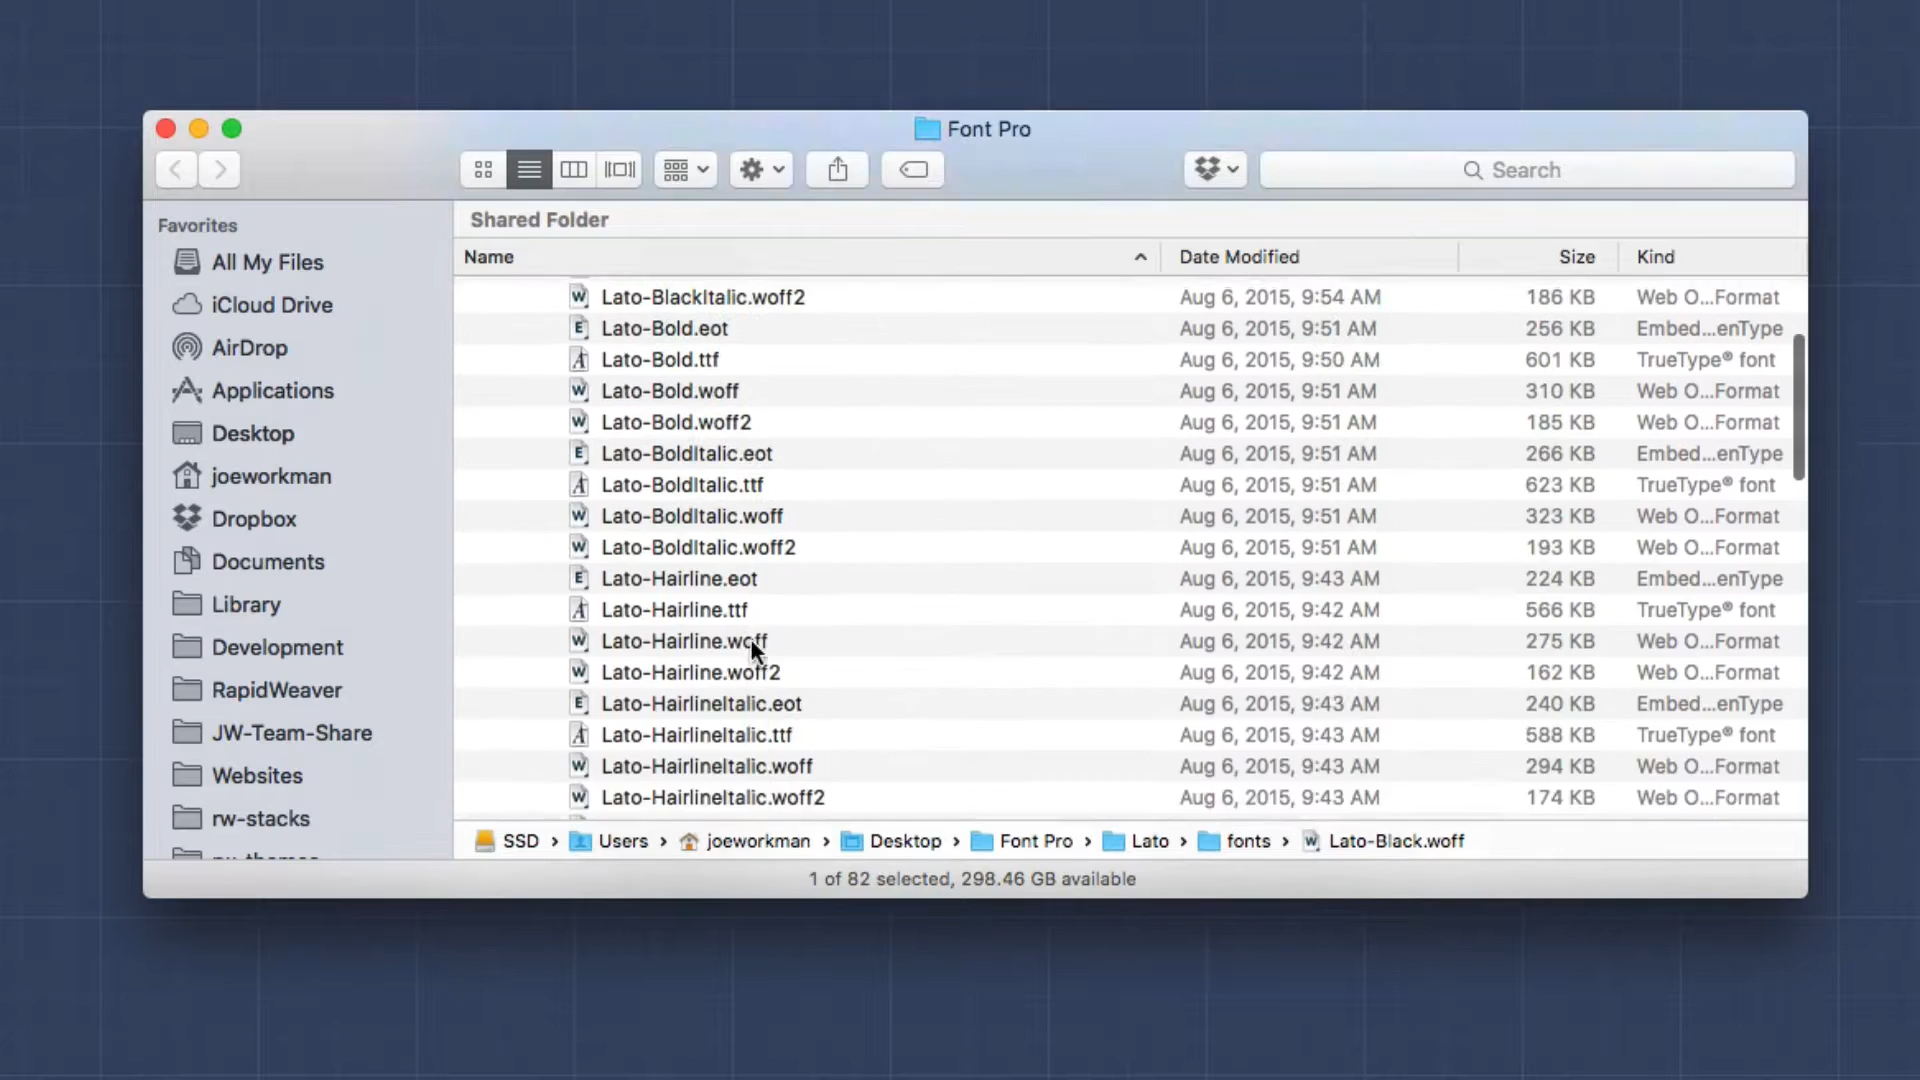 Font Pro
Search
Favorites
All My Files
iCloud Drive
AirDrop
Applications
Desktop
joeworkman
Dropbox
Documents
Library
Development
RapidWeaver
JW-Team-Share
Websites
rw-stacks
Shared Folder
Name Date Modified Size Kind
Lato-BlackItalic.woff2 Aug 6, 2015, 9:54 AM 186 KB Web O...Format
Lato-Bold.eot Aug 6, 2015, 9:51 AM 256 KB Embed...enType
Lato-Bold.ttf Aug 6, 2015, 9:50 AM 601 KB TrueType® font
Lato-Bold.woff Aug 6, 2015, 9:51 AM 310 KB Web O...Format
Lato-Bold.woff2 Aug 6, 2015, 9:51 AM 185 KB Web O...Format
Lato-BoldItalic.eot Aug 6, 2015, 9:51 AM 266 KB Embed...enType
Lato-BoldItalic.ttf Aug 6, 2015, 9:51 AM 623 KB TrueType® font
Lato-BoldItalic.woff Aug 6, 2015, 9:51 AM 323 KB Web O...Format
Lato-BoldItalic.woff2 Aug 6, 2015, 9:51 AM 193 KB Web O...Format
Lato-Hairline.eot Aug 6, 2015, 9:43 AM 224 KB Embed...enType
Lato-Hairline.ttf Aug 6, 2015, 9:42 AM 566 KB TrueType® font
Lato-Hairline.woff Aug 6, 2015, 9:42 AM 275 KB Web O...Format
Lato-Hairline.woff2 Aug 6, 2015, 9:42 AM 162 KB Web O...Format
Lato-HairlineItalic.eot Aug 6, 2015, 9:43 AM 240 KB Embed...enType
Lato-HairlineItalic.ttf Aug 6, 2015, 9:43 AM 588 KB TrueType® font
Lato-HairlineItalic.woff Aug 6, 2015, 9:43 AM 294 KB Web O...Format
Lato-HairlineItalic.woff2 Aug 6, 2015, 9:43 AM 174 KB Web O...Format
SSD › Users › joeworkman › Desktop › Font Pro › Lato › fonts › Lato-Black.woff
1 of 82 selected, 298.46 GB available